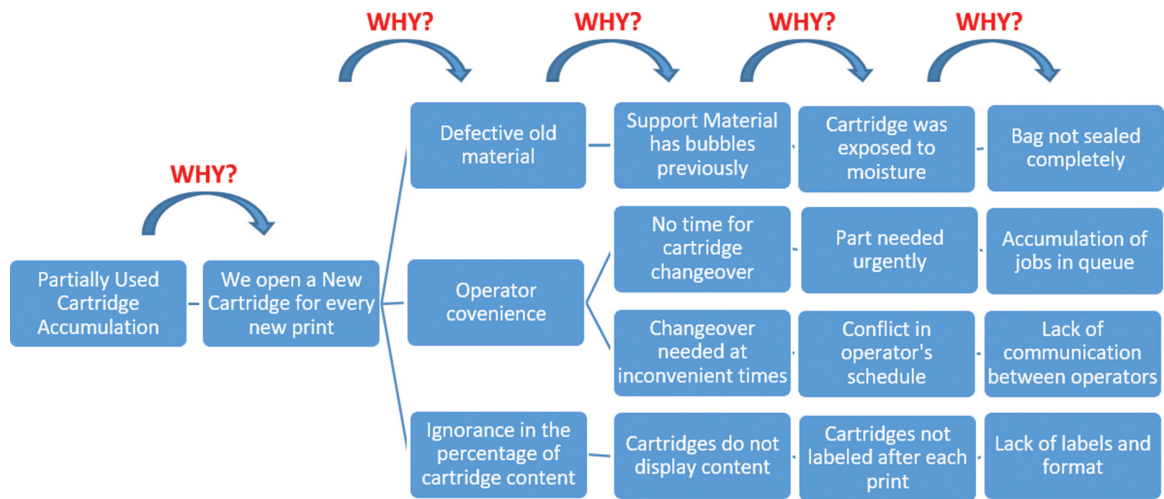 WHY?
WHY?
WHY?
WHY?
WHY?
Partially Used
Cartridge
Accumulation
We open a New
Cartridge for every
new print
Defective old
material
Support Material
has bubbles
previously
Cartridge was
exposed to
moisture
Bag not sealed
completely
Operator
covenience
No time for
cartridge
changeover
Part needed
urgently
Accumulation of
jobs in queue
Changeover
needed at
inconvenient times
Conflict in
operator's
schedule
Lack of
communication
between operators
Ignorance in the
percentage of
cartridge content
Cartridges do not
display content
Cartridges not
labeled after each
print
Lack of labels and
format